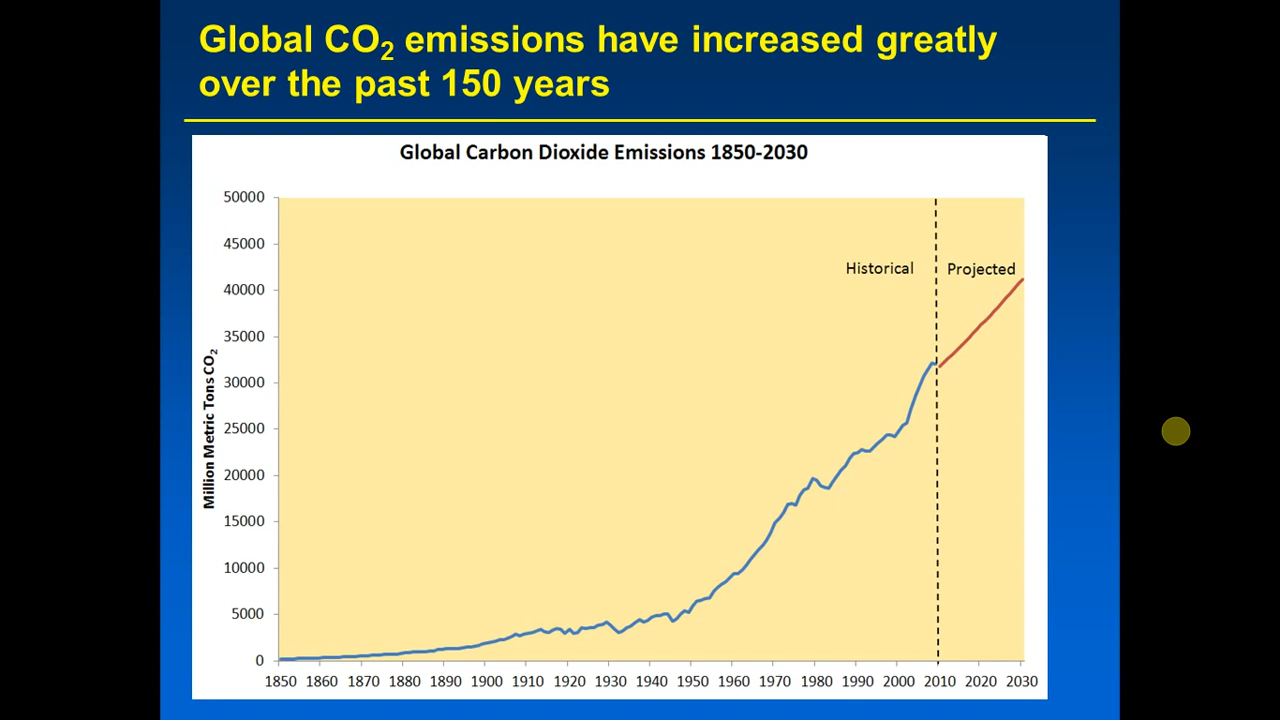 Global CO₂ emissions have increased greatly
over the past 150 years
Global Carbon Dioxide Emissions 1850-2030
50000
45000
40000
35000
30000
25000
20000
15000
10000
5000
0
Million Metric Tons CO₂
Historical
Projected
1850 1860 1870 1880 1890 1900 1910 1920 1930 1940 1950 1960 1970 1980 1990 2000 2010 2020 2030